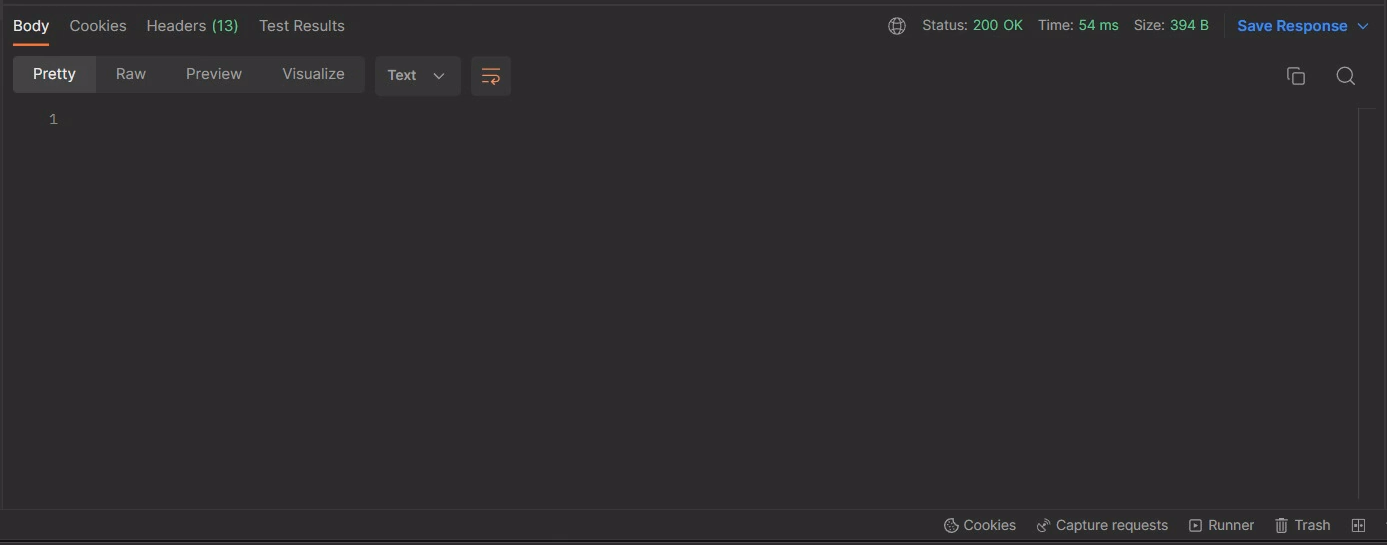 Body Cookies Headers (13) Test Results Status: 200 OK Time: 54 ms Size: 394 B Save Response
Pretty Raw Preview Visualize Text
1
Cookies Capture requests Runner Trash